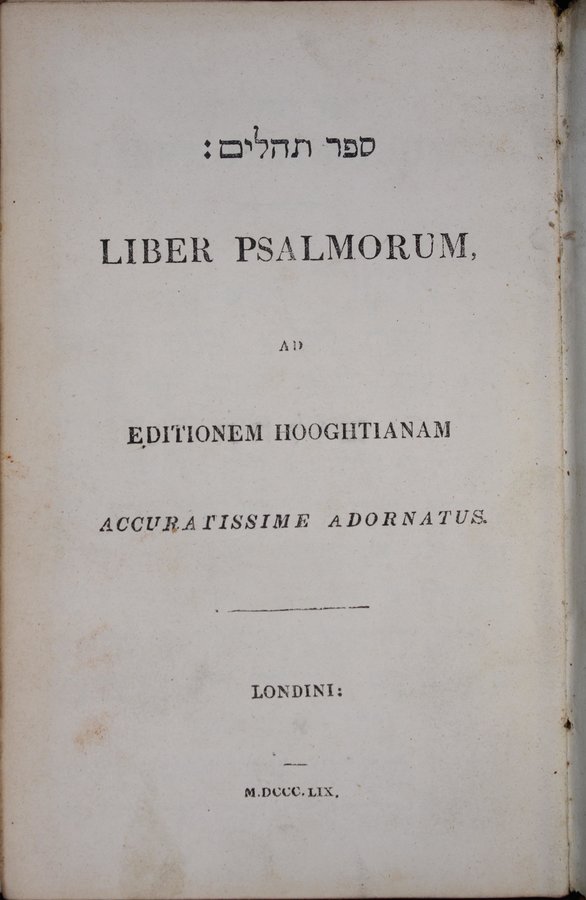 ספר תהלים:
LIBER PSALMORUM,
AD
EDITIONEM HOOGHTIANAM
ACCURATISSIME ADORNATUS.
LONDINI:
M.DCCC.LIX.